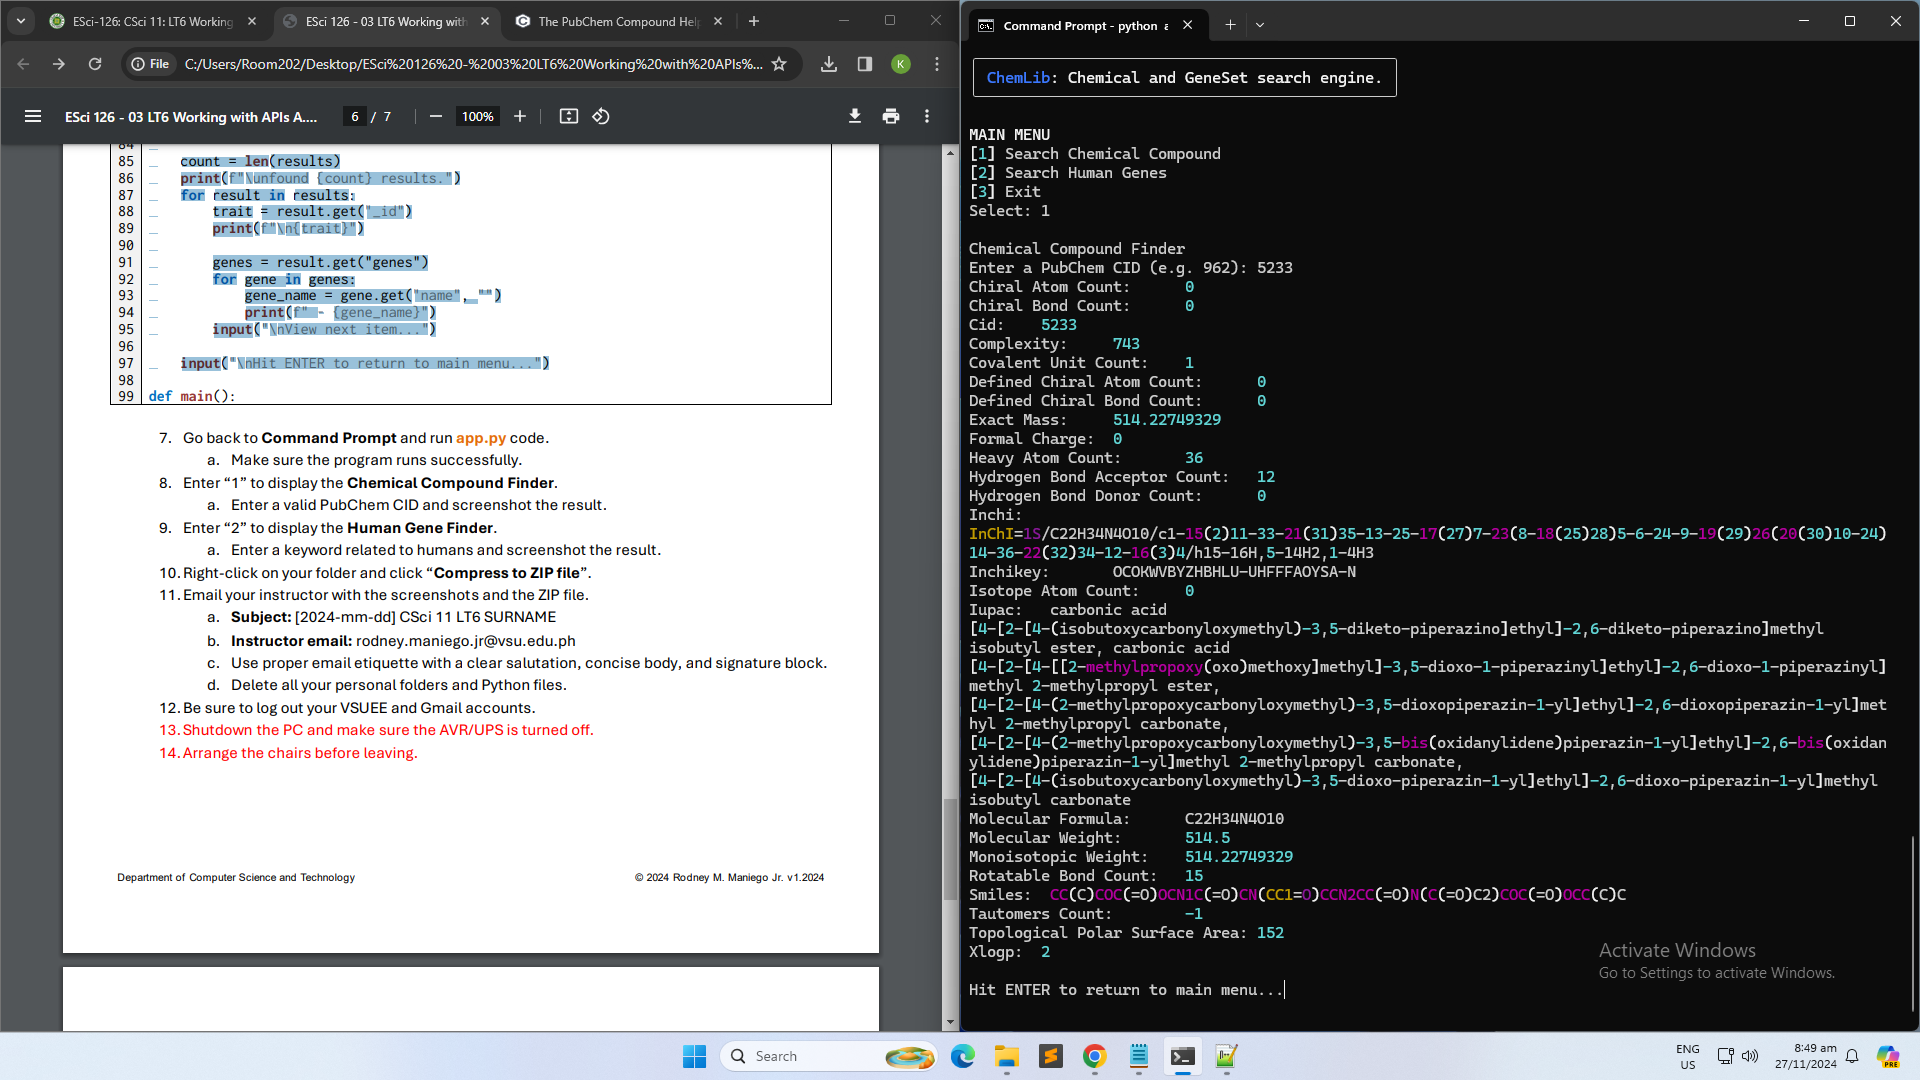 ESci-126: CSci 11: LT6 Working
ESci 126 - 03 LT6 Working with
The PubChem Compound Help
File
C:/Users/Room202/Desktop/ESci%20126%20-%2003%20LT6%20Working%20with%20APIs%...
K
ESci 126 - 03 LT6 Working with APIs A....
6 / 7
100%
84
85 count = len(results)
86 print(f"\unfound {count} results.")
87 for result in results:
88 trait = result.get("_id")
89 print(f"\n{trait}")
90
91 genes = result.get("genes")
92 for gene in genes:
93 gene_name = gene.get("name", "")
94 print(f" - {gene_name}")
95 input("\nView next item...")
96
97 input("\nHit ENTER to return to main menu...")
98
99 def main():
7. Go back to Command Prompt and run app.py code.
a. Make sure the program runs successfully.
8. Enter “1” to display the Chemical Compound Finder.
a. Enter a valid PubChem CID and screenshot the result.
9. Enter “2” to display the Human Gene Finder.
a. Enter a keyword related to humans and screenshot the result.
10. Right-click on your folder and click “Compress to ZIP file”.
11. Email your instructor with the screenshots and the ZIP file.
a. Subject: [2024-mm-dd] CSci 11 LT6 SURNAME
b. Instructor email: rodney.maniego.jr@vsu.edu.ph
c. Use proper email etiquette with a clear salutation, concise body, and signature block.
d. Delete all your personal folders and Python files.
12. Be sure to log out your VSUEE and Gmail accounts.
13. Shutdown the PC and make sure the AVR/UPS is turned off.
14. Arrange the chairs before leaving.
Department of Computer Science and Technology
© 2024 Rodney M. Maniego Jr. v1.2024
Command Prompt - python a
ChemLib: Chemical and GeneSet search engine.
MAIN MENU
[1] Search Chemical Compound
[2] Search Human Genes
[3] Exit
Select: 1
Chemical Compound Finder
Enter a PubChem CID (e.g. 962): 5233
Chiral Atom Count: 0
Chiral Bond Count: 0
Cid: 5233
Complexity: 743
Covalent Unit Count: 1
Defined Chiral Atom Count: 0
Defined Chiral Bond Count: 0
Exact Mass: 514.22749329
Formal Charge: 0
Heavy Atom Count: 36
Hydrogen Bond Acceptor Count: 12
Hydrogen Bond Donor Count: 0
Inchi:
InChI=1S/C22H34N4O10/c1-15(2)11-33-21(31)35-13-25-17(27)7-23(8-18(25)28)5-6-24-9-19(29)26(20(30)10-24)
14-36-22(32)34-12-16(3)4/h15-16H,5-14H2,1-4H3
Inchikey: OCOKWVBYZHBHLU-UHFFFAOYSA-N
Isotope Atom Count: 0
Iupac: carbonic acid
[4-[2-[4-(isobutoxycarbonyloxymethyl)-3,5-diketo-piperazino]ethyl]-2,6-diketo-piperazino]methyl
isobutyl ester, carbonic acid
[4-[2-[4-[[2-methylpropoxy(oxo)methoxy]methyl]-3,5-dioxo-1-piperazinyl]ethyl]-2,6-dioxo-1-piperazinyl]
methyl 2-methylpropyl ester,
[4-[2-[4-(2-methylpropoxycarbonyloxymethyl)-3,5-dioxopiperazin-1-yl]ethyl]-2,6-dioxopiperazin-1-yl]met
hyl 2-methylpropyl carbonate,
[4-[2-[4-(2-methylpropoxycarbonyloxymethyl)-3,5-bis(oxidanylidene)piperazin-1-yl]ethyl]-2,6-bis(oxidan
ylidene)piperazin-1-yl]methyl 2-methylpropyl carbonate,
[4-[2-[4-(isobutoxycarbonyloxymethyl)-3,5-dioxo-piperazin-1-yl]ethyl]-2,6-dioxo-piperazin-1-yl]methyl
isobutyl carbonate
Molecular Formula: C22H34N4O10
Molecular Weight: 514.5
Monoisotopic Weight: 514.22749329
Rotatable Bond Count: 15
Smiles: CC(C)COC(=O)OCN1C(=O)CN(CC1=O)CCN2CC(=O)N(C(=O)C2)COC(=O)OCC(C)C
Tautomers Count: -1
Topological Polar Surface Area: 152
Xlogp: 2
Hit ENTER to return to main menu...
Activate Windows
Go to Settings to activate Windows.
Search
ENG
US
8:49 am
27/11/2024
PRE